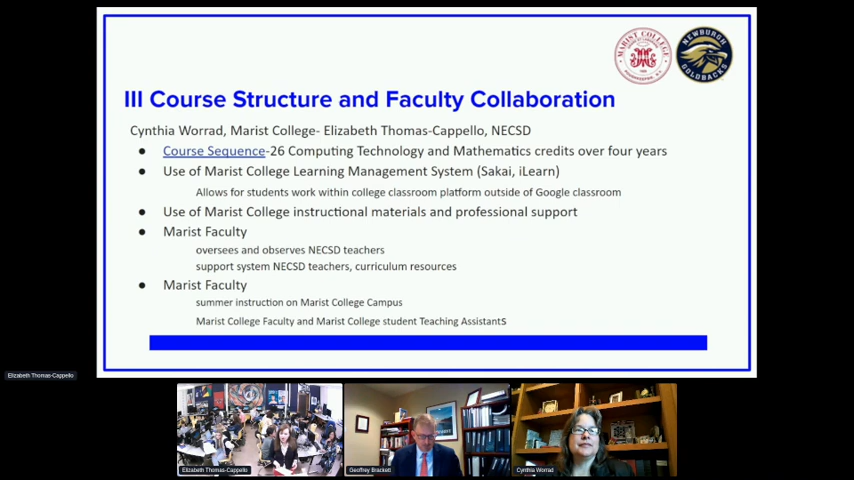 MARIST COLLEGE
NEWBURGH
GOLDBACKS
III Course Structure and Faculty Collaboration
Cynthia Worrad, Marist College- Elizabeth Thomas-Cappello, NECSD
● Course Sequence-26 Computing Technology and Mathematics credits over four years
● Use of Marist College Learning Management System (Sakai, iLearn)
Allows for students work within college classroom platform outside of Google classroom
● Use of Marist College instructional materials and professional support
● Marist Faculty
oversees and observes NECSD teachers
support system NECSD teachers, curriculum resources
● Marist Faculty
summer instruction on Marist College Campus
Marist College Faculty and Marist College student Teaching Assistants
Elizabeth Thomas-Cappello
Elizabeth Thomas-Cappello
Geoffrey Brackett
Cynthia Worrad